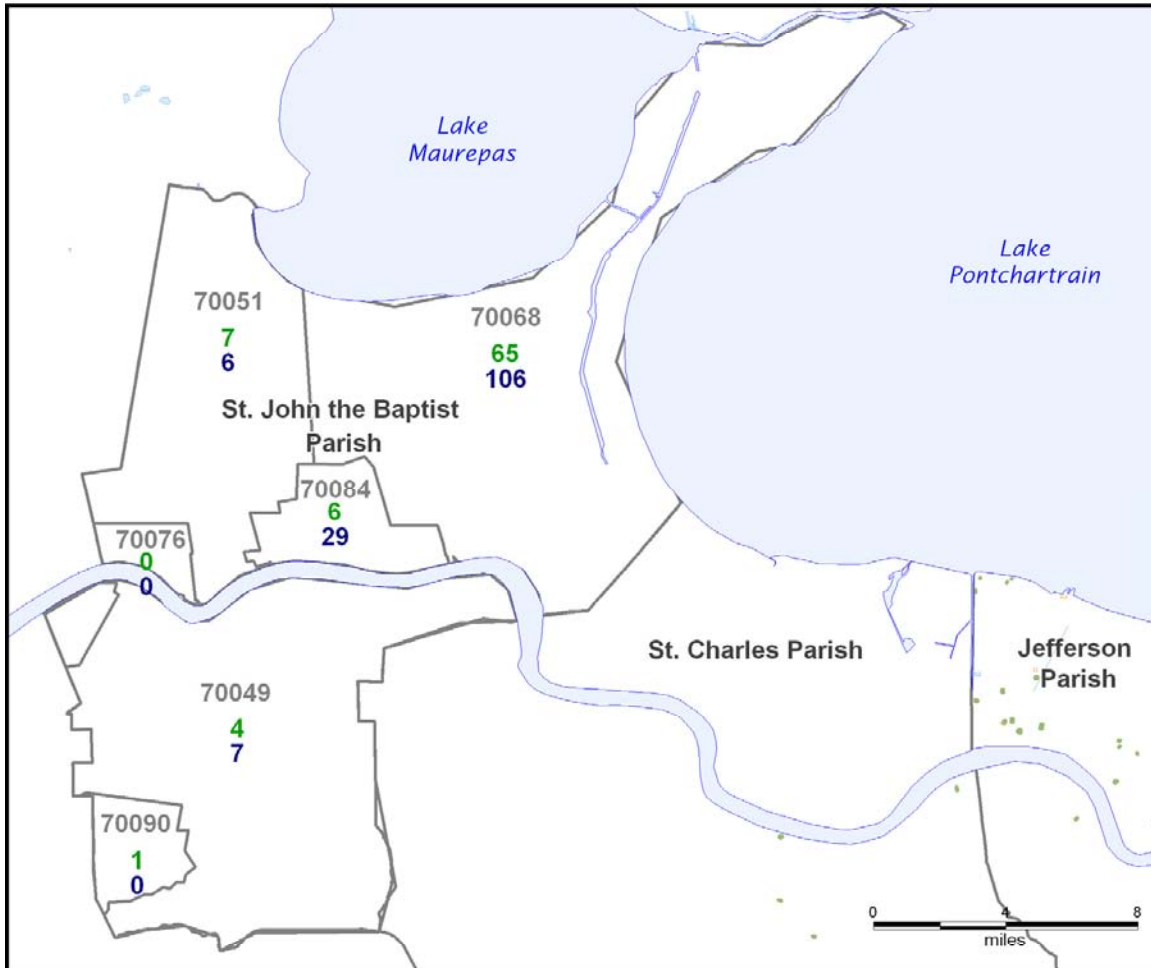 Lake
Maurepas
Lake
Pontchartrain
70051
7
6
70068
65
106
St. John the Baptist
Parish
70084
6
29
70076
0
0
St. Charles Parish
Jefferson
Parish
70049
4
7
70090
1
0
0 4 8
miles